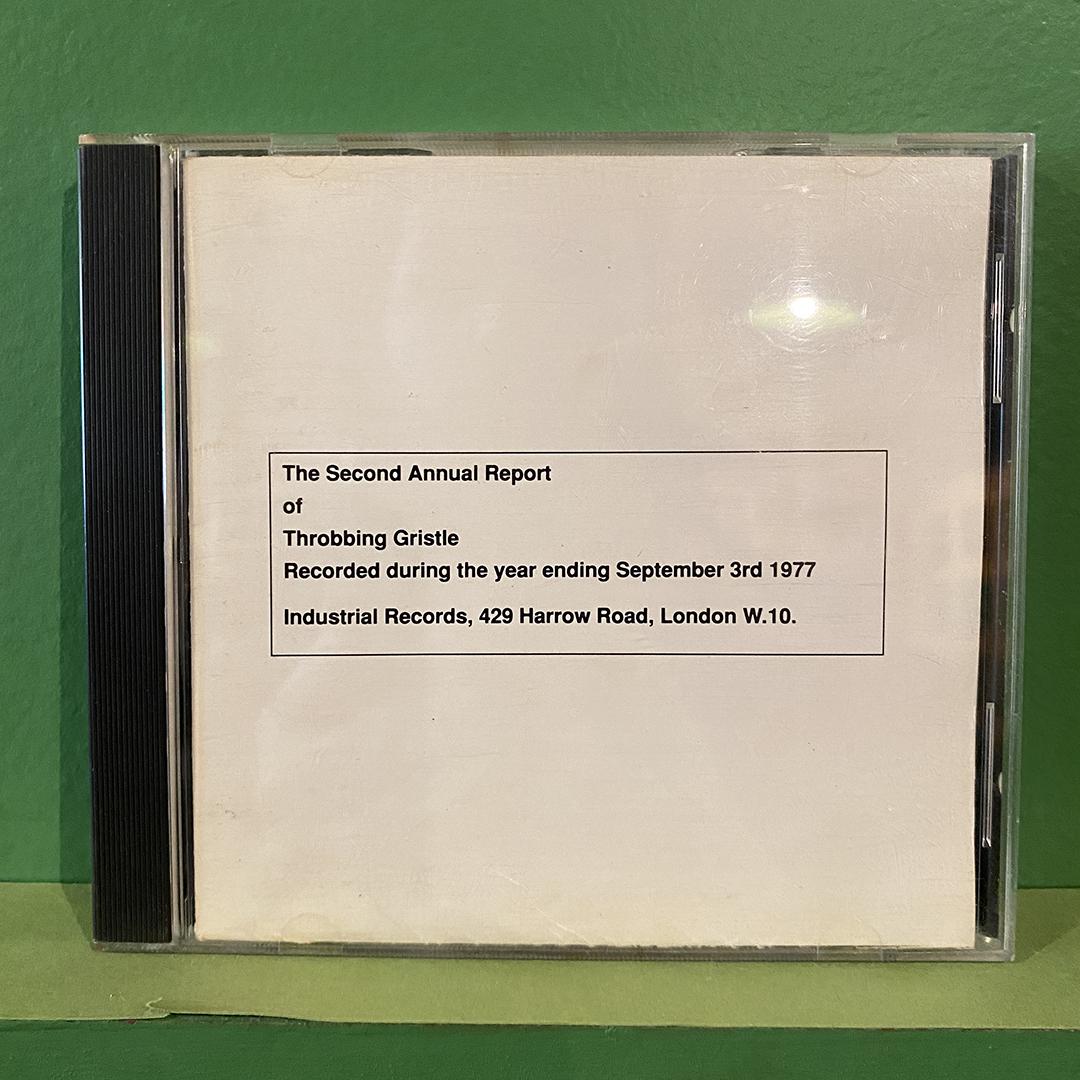 The Second Annual Report
of
Throbbing Gristle
Recorded during the year ending September 3rd 1977
Industrial Records, 429 Harrow Road, London W.10.